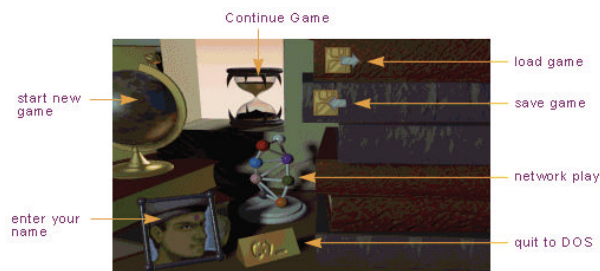 Continue Game
load game
start new
game
save game
network play
enter your
name
quit to DOS